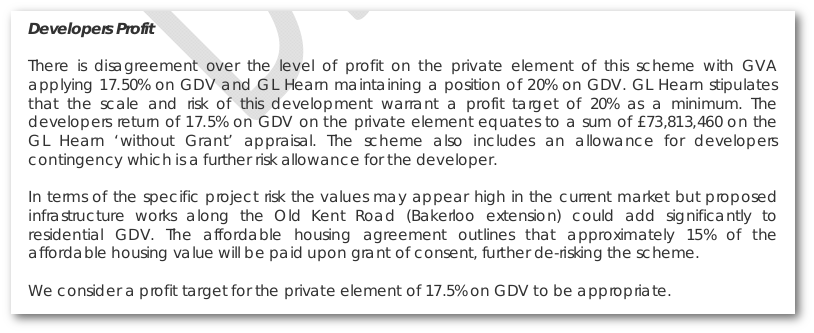 Developers Profit
There is disagreement over the level of profit on the private element of this scheme with GVA
applying 17.50% on GDV and GL Hearn maintaining a position of 20% on GDV. GL Hearn stipulates
that the scale and risk of this development warrant a profit target of 20% as a minimum. The
developers return of 17.5% on GDV on the private element equates to a sum of £73,813,460 on the
GL Hearn ‘without Grant’ appraisal. The scheme also includes an allowance for developers
contingency which is a further risk allowance for the developer.
In terms of the specific project risk the values may appear high in the current market but proposed
infrastructure works along the Old Kent Road (Bakerloo extension) could add significantly to
residential GDV. The affordable housing agreement outlines that approximately 15% of the
affordable housing value will be paid upon grant of consent, further de-risking the scheme.
We consider a profit target for the private element of 17.5% on GDV to be appropriate.